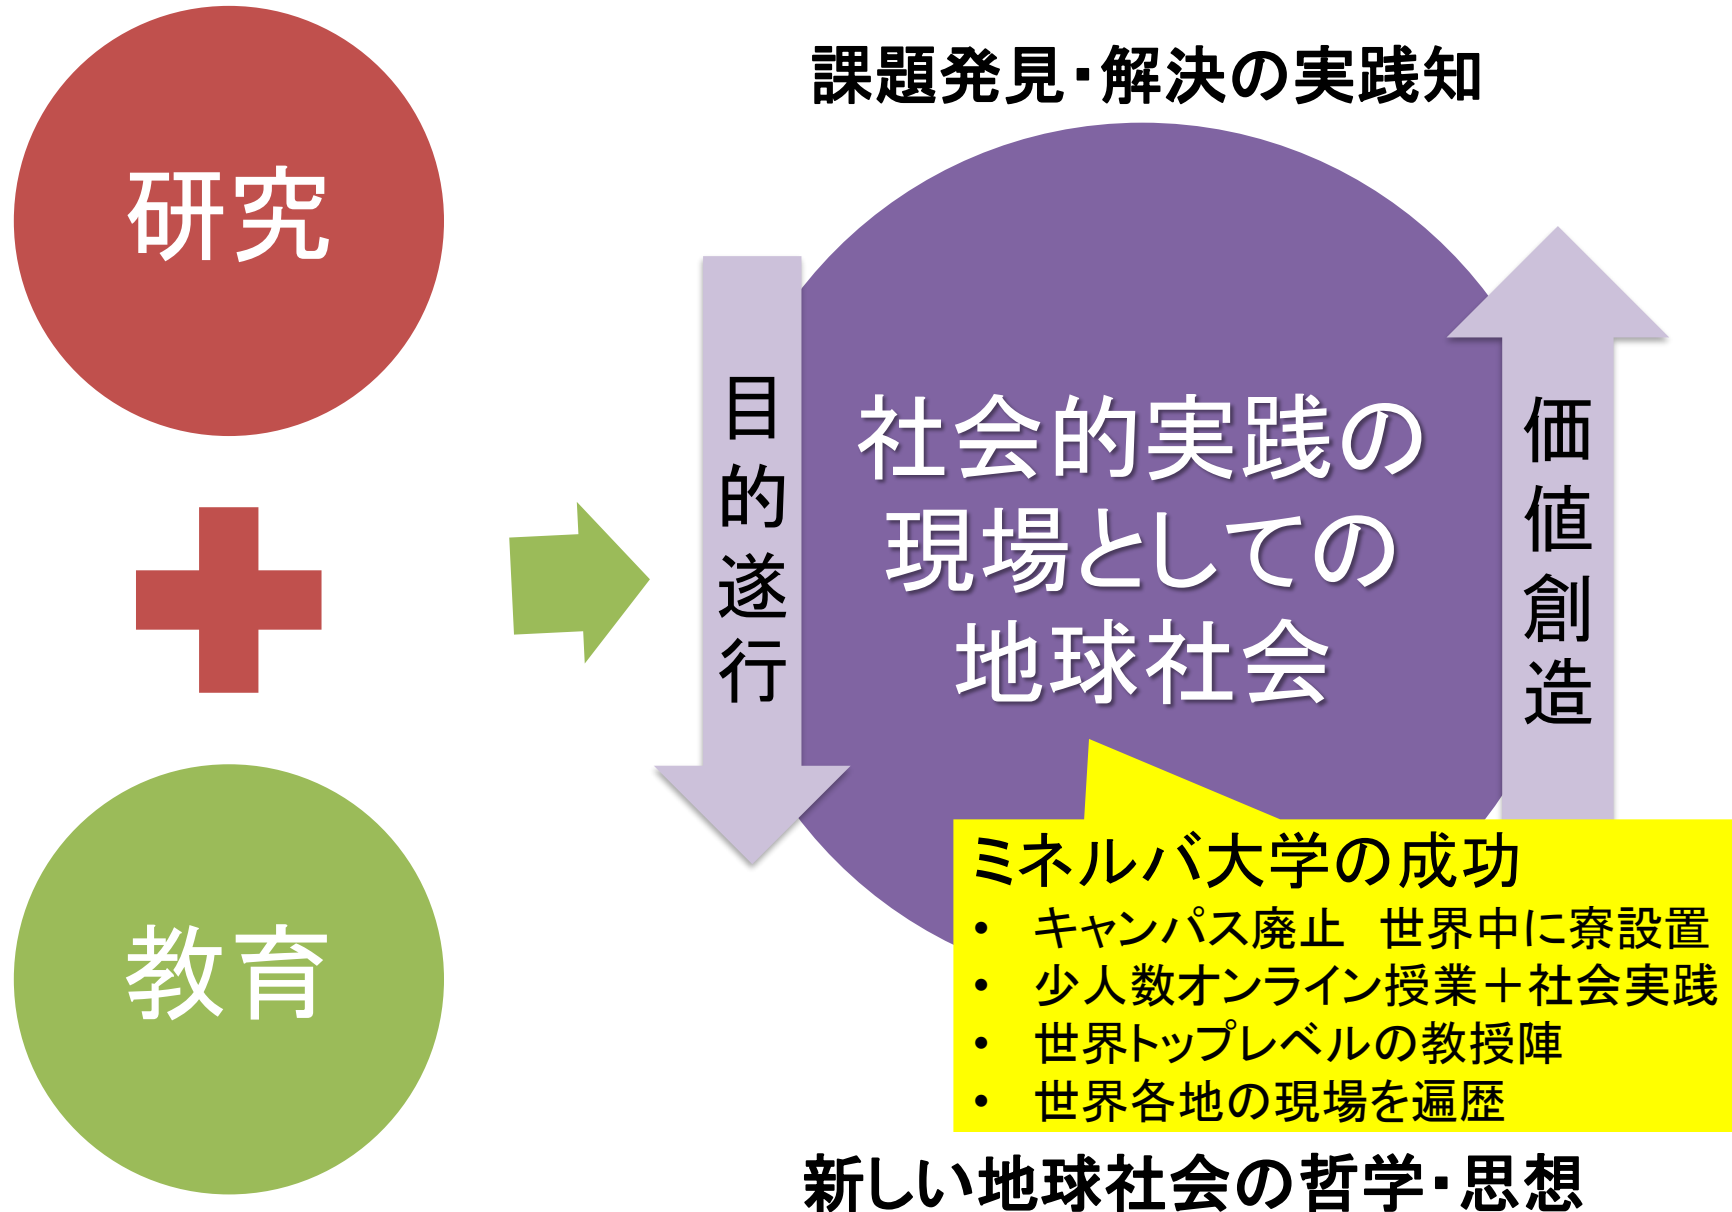 研究
教育
課題発見・解決の実践知
目的遂行
社会的実践の
現場としての
地球社会
価値創造
ミネルバ大学の成功
• キャンパス廃止　世界中に寮設置
• 少人数オンライン授業＋社会実践
• 世界トップレベルの教授陣
• 世界各地の現場を遍歴
新しい地球社会の哲学・思想